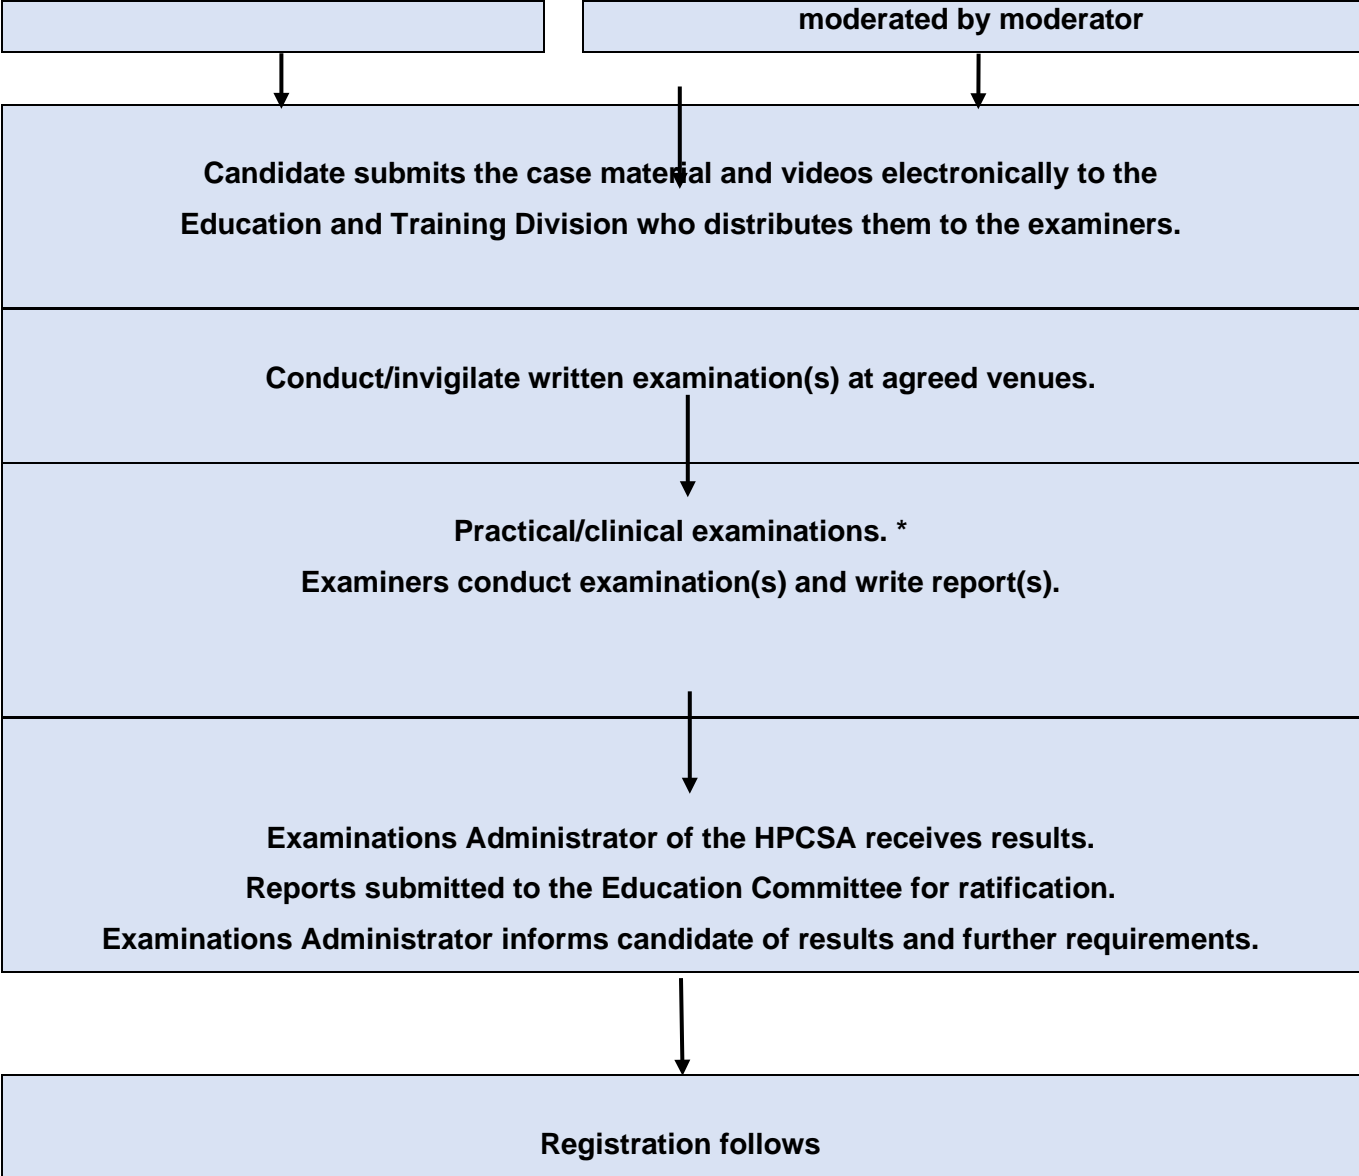 moderated by moderator
Candidate submits the case material and videos electronically to the
Education and Training Division who distributes them to the examiners.
Conduct/invigilate written examination(s) at agreed venues.
Practical/clinical examinations. *
Examiners conduct examination(s) and write report(s).
Examinations Administrator of the HPCSA receives results.
Reports submitted to the Education Committee for ratification.
Examinations Administrator informs candidate of results and further requirements.
Registration follows